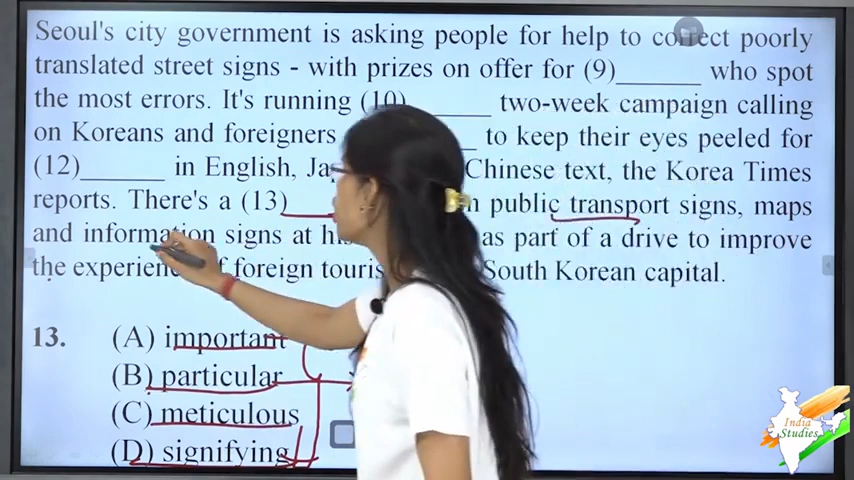 Seoul's city government is asking people for help to correct poorly
translated street signs - with prizes on offer for (9)_______ who spot
the most errors. It's running (10)_______ two-week campaign calling
on Koreans and foreigners to keep their eyes peeled for
(12)_______ in English, Chinese text, the Korea Times
reports. There's a (13) public transport signs, maps
and information signs at as part of a drive to improve
the foreign South Korean capital.
13. (A) important
(B) particular
(C) meticulous
(D) signifying
India
Studies